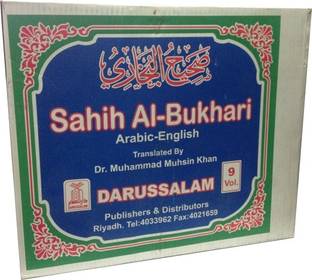 صحيح البخاري
Sahih Al-Bukhari
Arabic-English
Translated By
Dr. Muhammad Muhsin Khan
DARUSSALAM
9
Vol.
Publishers & Distributors
Riyadh. Tel:4033962 Fax:4021659